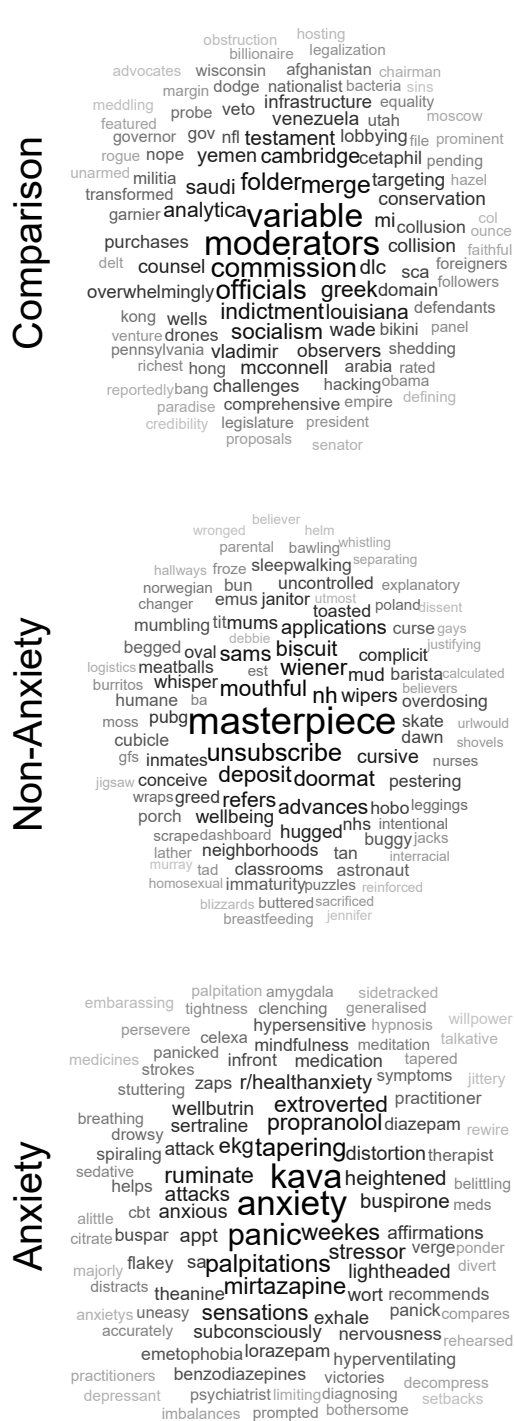 Comparison
obstruction hosting
billionaire legalization
advocates wisconsin afghanistan chairman
margin dodge nationalist bacteria sins
meddling probe veto infrastructure equality
featured venezuela utah moscow
governor gov nfl testament lobbying file prominent
rogue nope yemen cambridge cetaphil pending
unarmed militia saudi folder merge targeting hazel
transformed conservation
garnier analytica variable mi collusion col
ounce
purchases moderators collision faithful
delt counsel commission dlc sca foreigners
overwhelmingly officials greek domain followers
kong wells indictment louisiana defendants
venture drones socialism wade bikini panel
pennsylvania vladimir observers shedding
richest hong mcconnell arabia rated
reportedly bang challenges hacking obama
paradise comprehensive empire defining
credibility legislature president
proposals senator
Non-Anxiety
believer
wronged helm
parental bawling whistling
hallways froze sleepwalking separating
norwegian bun uncontrolled explanatory
changer emus janitor utmost
toasted poland dissent
mumbling tit mums applications curse gays
debbie justifying
begged oval sams biscuit complicit
logistics meatballs est wiener mud barista calculated
burritos whisper mouthful nh wipers believers
humane ba overdosing
moss pubg masterpiece skate urlwould
cubicle dawn shovels
gfs inmates unsubscribe cursive nurses
jigsaw conceive deposit doormat pestering
wraps greed refers advances hobo leggings
porch wellbeing nhs intentional
scrape dashboard hugged buggy jacks
lather neighborhoods tan interracial
murray tad classrooms astronaut
homosexual immaturity puzzles reinforced
blizzards buttered sacrificed
breastfeeding jennifer
Anxiety
palpitation amygdala sidetracked
embarassing tightness clenching generalised
persevere celexa hypersensitive hypnosis willpower
mindfulness meditation talkative
medicines panicked infront medication tapered
strokes
stuttering zaps r/healthanxiety symptoms jittery
wellbutrin extroverted practitioner
breathing sertraline propranolol diazepam rewire
drowsy
spiraling attack ekg tapering distortion therapist
sedative ruminate kava heightened belittling
helps attacks
alittle cbt anxious anxiety buspirone meds
citrate buspar appt panic weekes affirmations
stressor verge ponder
majorly flakey sa palpitations lightheaded divert
distracts theanine mirtazapine wort recommends
anxietys uneasy sensations exhale panick compares
accurately subconsciously nervousness rehearsed
emetophobia lorazepam hyperventilating
practitioners benzodiazepines victories decompress
depressant psychiatrist limiting diagnosing setbacks
imbalances prompted bothersome